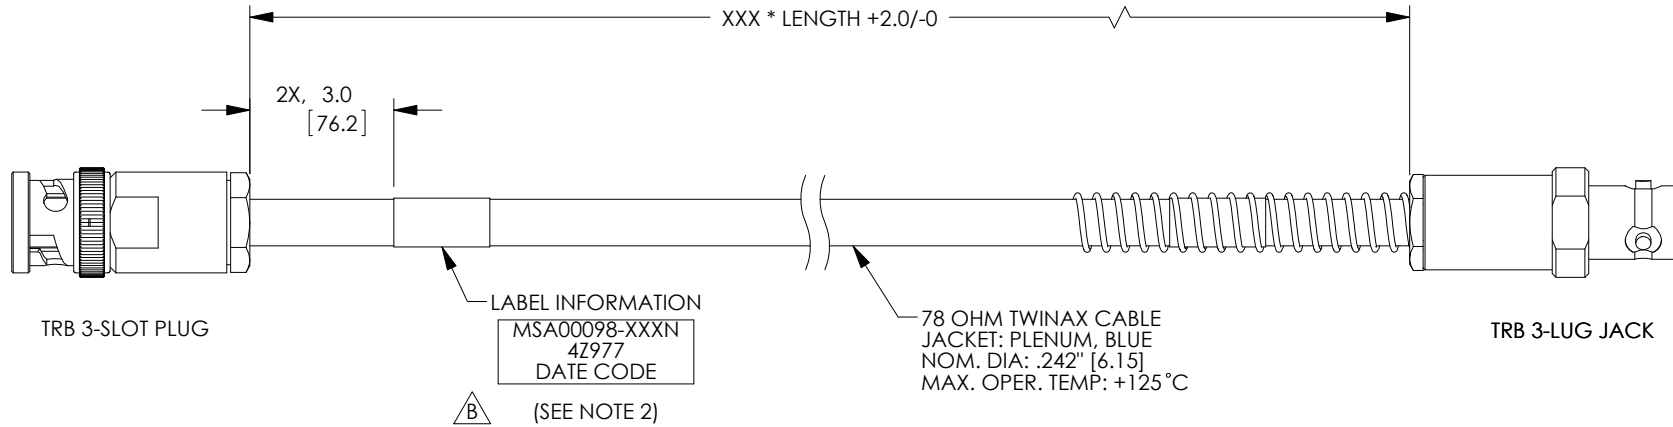 XXX * LENGTH +2.0/-0
2X, 3.0
[76.2]
TRB 3-SLOT PLUG
LABEL INFORMATION
MSA00098-XXXN
4Z977
DATE CODE
B
(SEE NOTE 2)
78 OHM TWINAX CABLE
JACKET: PLENUM, BLUE
NOM. DIA: .242" [6.15]
MAX. OPER. TEMP: +125°C
TRB 3-LUG JACK